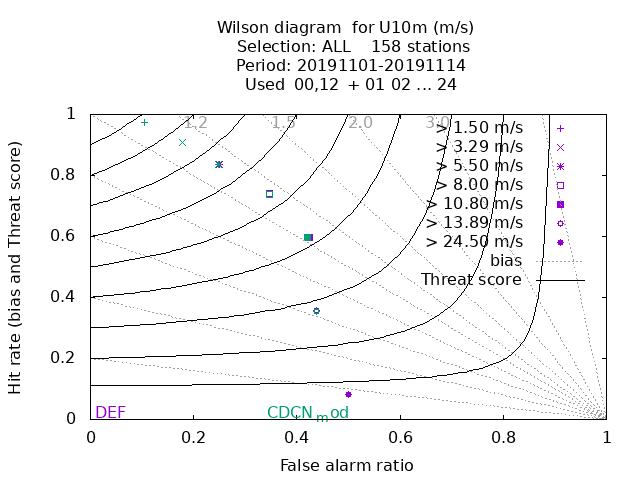 Wilson diagram  for U10m (m/s)
Selection: ALL    158 stations
Period: 20191101-20191114
Used  00,12  + 01 02 ... 24
Hit rate (bias and Threat score)
1
0.8
0.6
0.4
0.2
0
1.2
1.5
2.0
3.0
> 1.50 m/s
> 3.29 m/s
> 5.50 m/s
> 8.00 m/s
> 10.80 m/s
> 13.89 m/s
> 24.50 m/s
bias
Threat score
DEF
CDCNmod
0
0.2
0.4
0.6
0.8
1
False alarm ratio